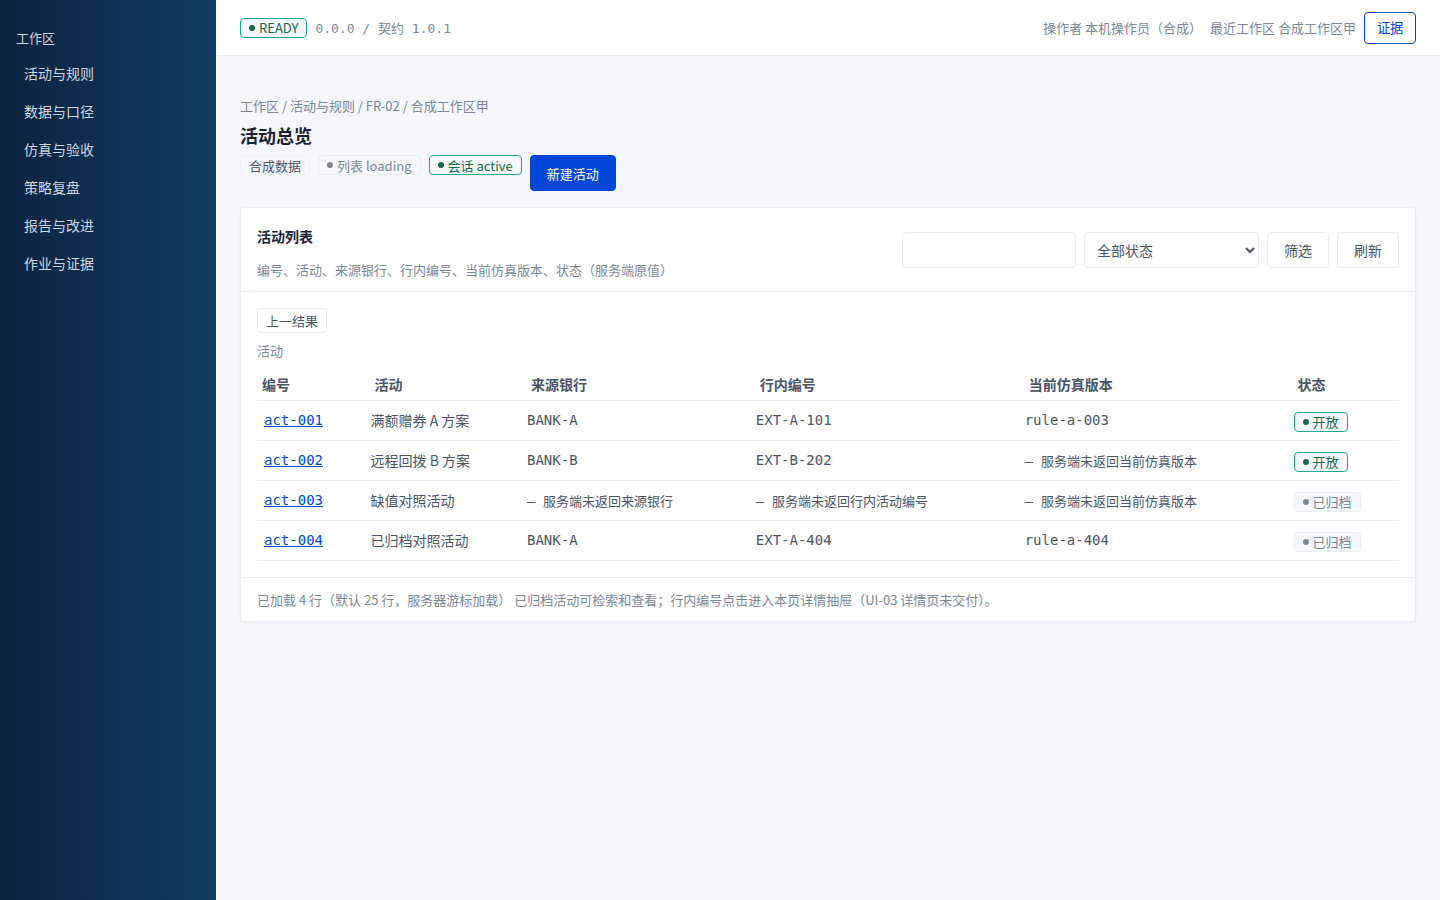 工作区
活动与规则
数据与口径
仿真与验收
策略复盘
报告与改进
作业与证据
READY 0.0.0 / 契约 1.0.1
操作者 本机操作员（合成） 最近工作区 合成工作区甲 证据
工作区 / 活动与规则 / FR-02 / 合成工作区甲
活动总览
合成数据 列表 loading 会话 active 新建活动
活动列表
编号、活动、来源银行、行内编号、当前仿真版本、状态（服务端原值）
全部状态 筛选 刷新
上一结果
活动
编号 活动 来源银行 行内编号 当前仿真版本 状态
act-001 满额赠券 A 方案 BANK-A EXT-A-101 rule-a-003 开放
act-002 远程回拨 B 方案 BANK-B EXT-B-202 — 服务端未返回当前仿真版本 开放
act-003 缺值对照活动 — 服务端未返回来源银行 — 服务端未返回行内活动编号 — 服务端未返回当前仿真版本 已归档
act-004 已归档对照活动 BANK-A EXT-A-404 rule-a-404 已归档
已加载 4 行（默认 25 行，服务器游标加载） 已归档活动可检索和查看；行内编号点击进入本页详情抽屉（UI-03 详情页未交付）。